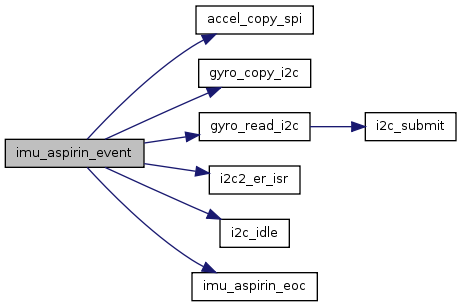 accel_copy_spi
gyro_copy_i2c
gyro_read_i2c
i2c_submit
imu_aspirin_event
i2c2_er_isr
i2c_idle
imu_aspirin_eoc